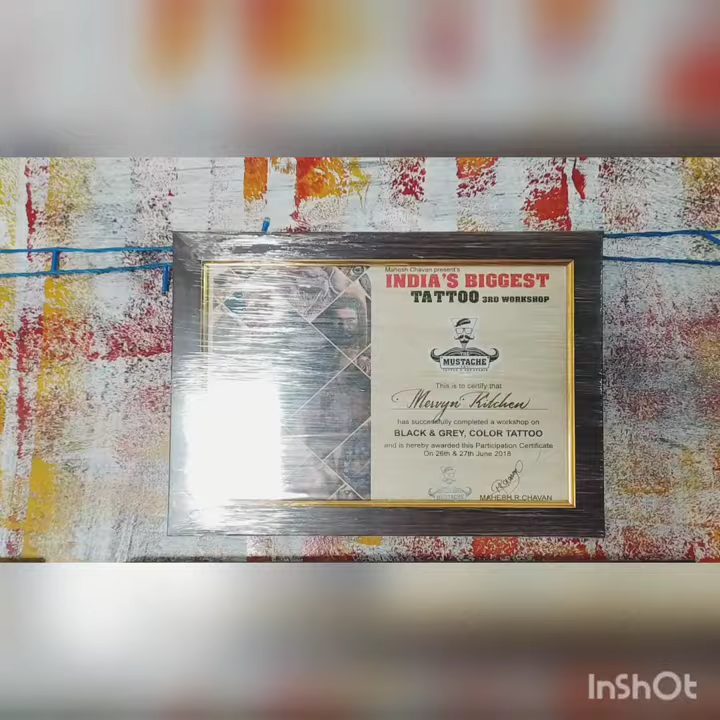 Mahesh Chavan present's
INDIA'S BIGGEST
TATTOO 3RD WORKSHOP
MUSTACHE
This is to certify that
Mervyn Kitchen
has successfully completed a workshop on
BLACK & GREY, COLOR TATTOO
and is hereby awarded this Participation Certificate
On 26th & 27th June 2018
MUSTACHE
MAHESH.R.CHAVAN
InShOt